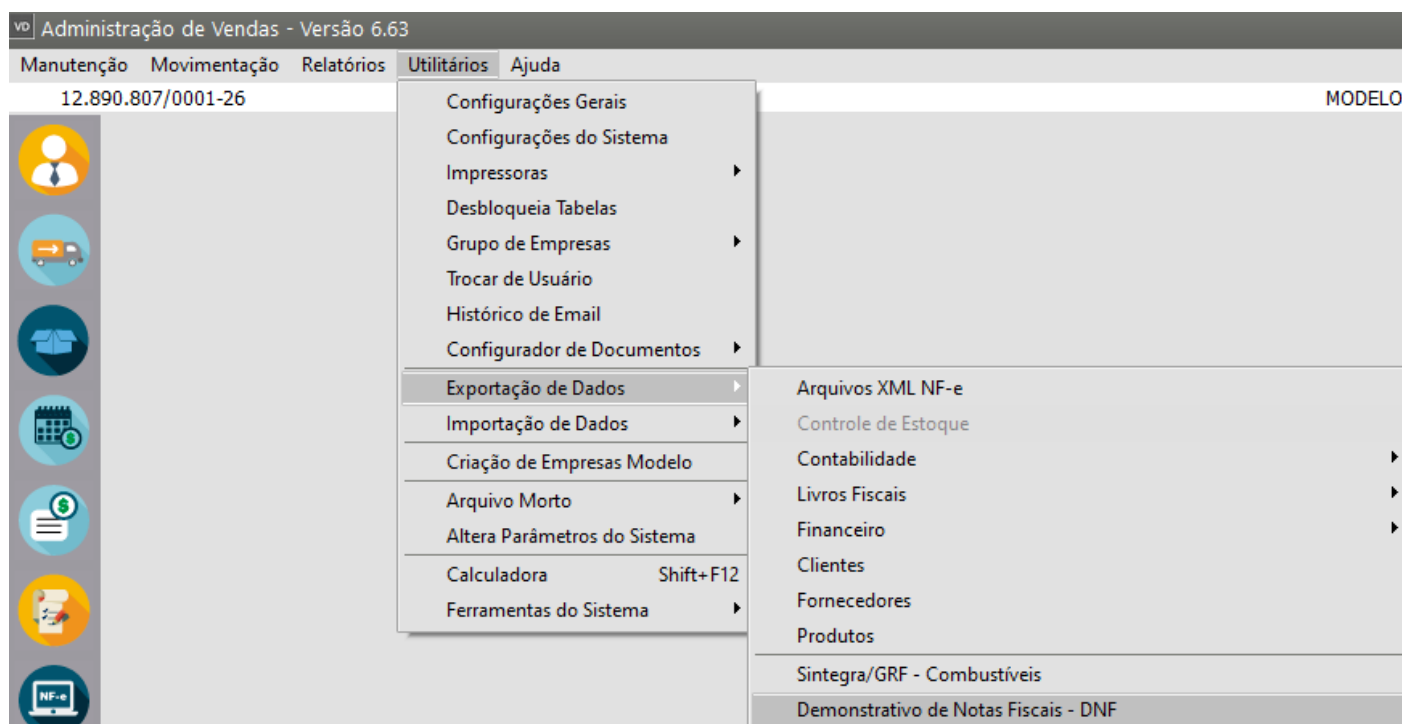 VD Administração de Vendas - Versão 6.63
Manutenção Movimentação Relatórios Utilitários Ajuda
12.890.807/0001-26 MODELO
Configurações Gerais
Configurações do Sistema
Impressoras
Desbloqueia Tabelas
Grupo de Empresas
Trocar de Usuário
Histórico de Email
Configurador de Documentos
Exportação de Dados
Importação de Dados
Criação de Empresas Modelo
Arquivo Morto
Altera Parâmetros do Sistema
Calculadora Shift+F12
Ferramentas do Sistema
Arquivos XML NF-e
Controle de Estoque
Contabilidade
Livros Fiscais
Financeiro
Clientes
Fornecedores
Produtos
Sintegra/GRF - Combustíveis
Demonstrativo de Notas Fiscais - DNF
NF-e